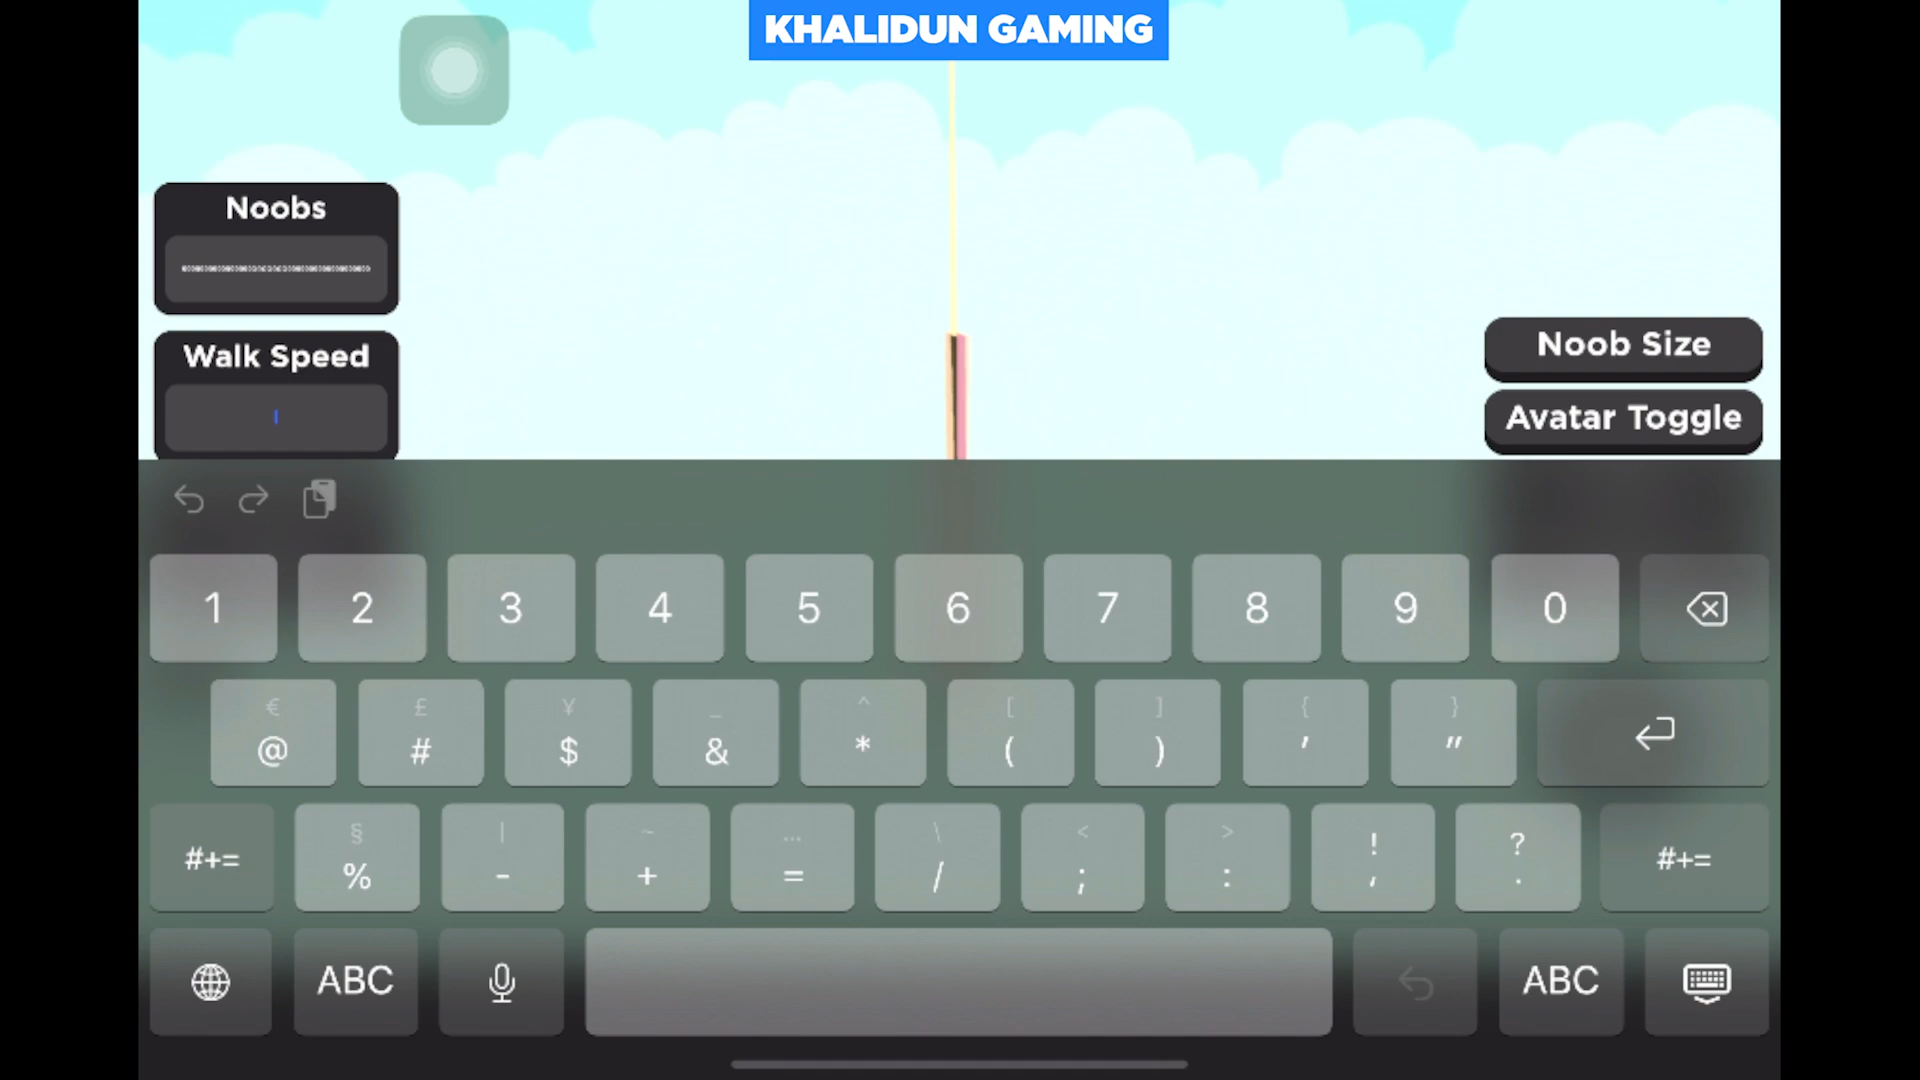 KHALIDUN GAMING
Noobs
Walk Speed
Noob Size
Avatar Toggle
1 2 3 4 5 6 7 8 9 0
€ £ ¥ _ ^ [ ] { }
@ # $ & * ( ) ' "
§ | ~ … \ < > ! ?
#+= % - + = / ; : , . #+=
ABC ABC